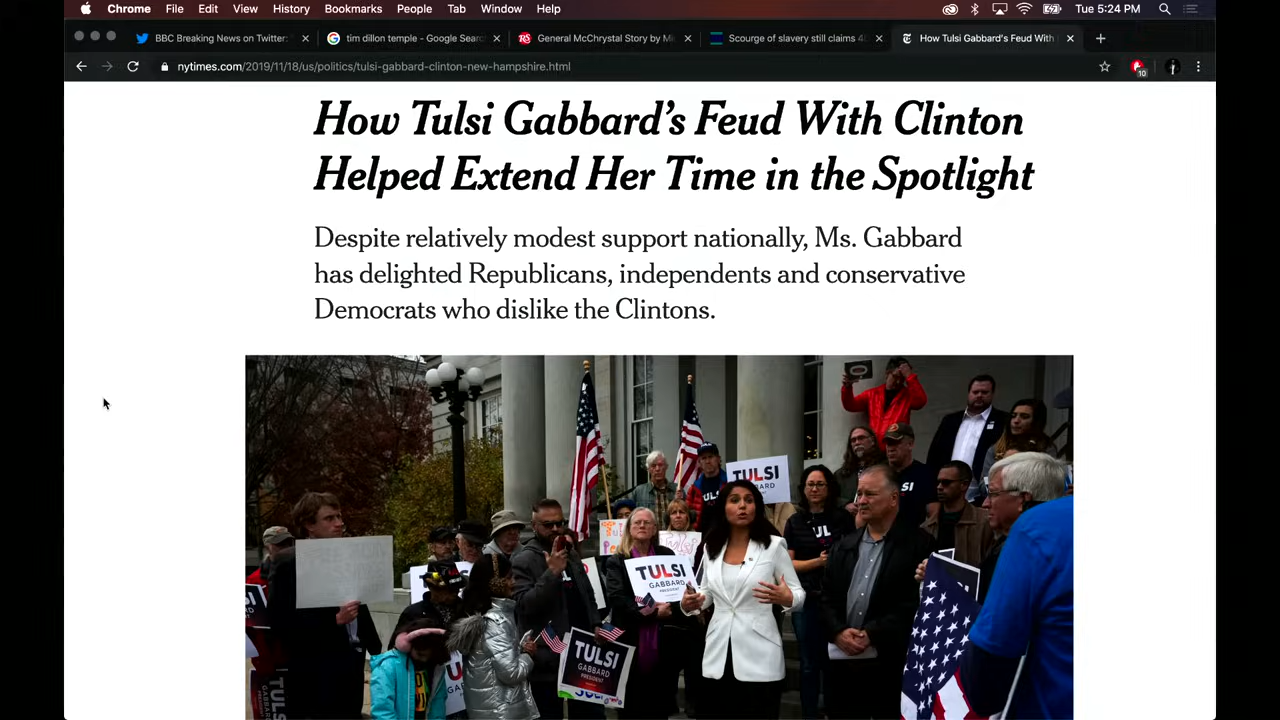 Chrome File Edit View History Bookmarks People Tab Window Help Tue 5:24 PM
BBC Breaking News on Twitter: tim dillon temple - Google Sear General McChrystal Story by Mi Scourge of slavery still claims 4 How Tulsi Gabbard's Feud With
nytimes.com/2019/11/18/us/politics/tulsi-gabbard-clinton-new-hampshire.html
10
How Tulsi Gabbard's Feud With Clinton
Helped Extend Her Time in the Spotlight
Despite relatively modest support nationally, Ms. Gabbard
has delighted Republicans, independents and conservative
Democrats who dislike the Clintons.
TULSI
TULSI
GABBARD
PRESIDENT
TULSI
GABBARD
PRESIDENT
TULSI